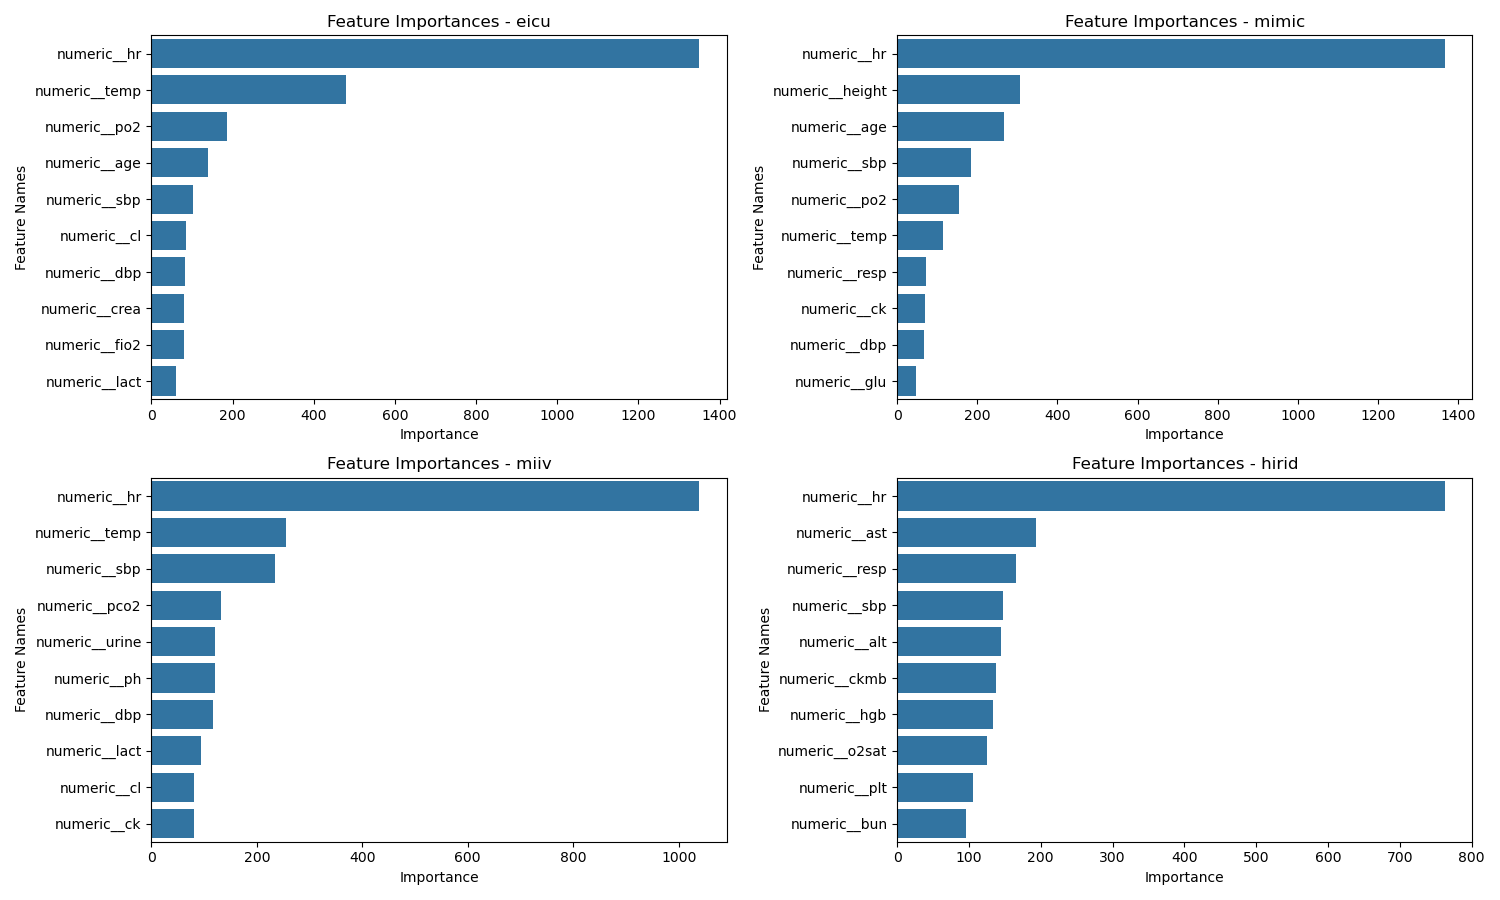 Feature Importances - eicu
Feature Names
numeric__hr
numeric__temp
numeric__po2
numeric__age
numeric__sbp
numeric__cl
numeric__dbp
numeric__crea
numeric__fio2
numeric__lact
0 200 400 600 800 1000 1200 1400
Importance
Feature Importances - mimic
Feature Names
numeric__hr
numeric__height
numeric__age
numeric__sbp
numeric__po2
numeric__temp
numeric__resp
numeric__ck
numeric__dbp
numeric__glu
0 200 400 600 800 1000 1200 1400
Importance
Feature Importances - miiv
Feature Names
numeric__hr
numeric__temp
numeric__sbp
numeric__pco2
numeric__urine
numeric__ph
numeric__dbp
numeric__lact
numeric__cl
numeric__ck
0 200 400 600 800 1000
Importance
Feature Importances - hirid
Feature Names
numeric__hr
numeric__ast
numeric__resp
numeric__sbp
numeric__alt
numeric__ckmb
numeric__hgb
numeric__o2sat
numeric__plt
numeric__bun
0 100 200 300 400 500 600 700 800
Importance